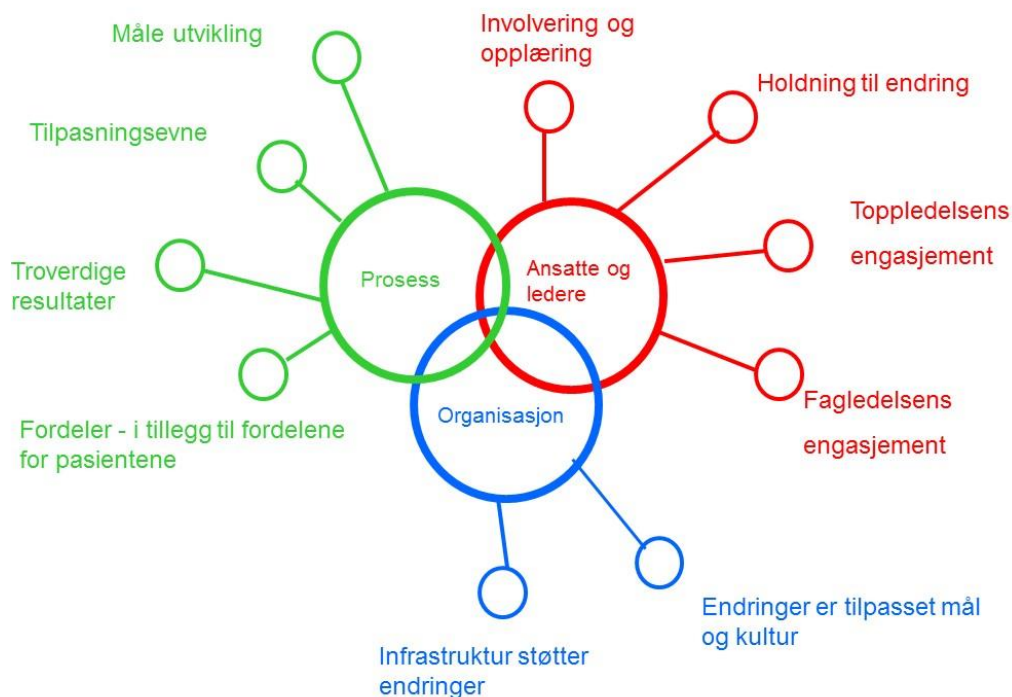 Måle utvikling
Tilpasningsevne
Troverdige
resultater
Fordeler - i tillegg til fordelene
for pasientene
Prosess
Involvering og
opplæring
Holdning til endring
Toppledelsens
engasjement
Fagledelsens
engasjement
Ansatte og
ledere
Organisasjon
Infrastruktur støtter
endringer
Endringer er tilpasset mål
og kultur